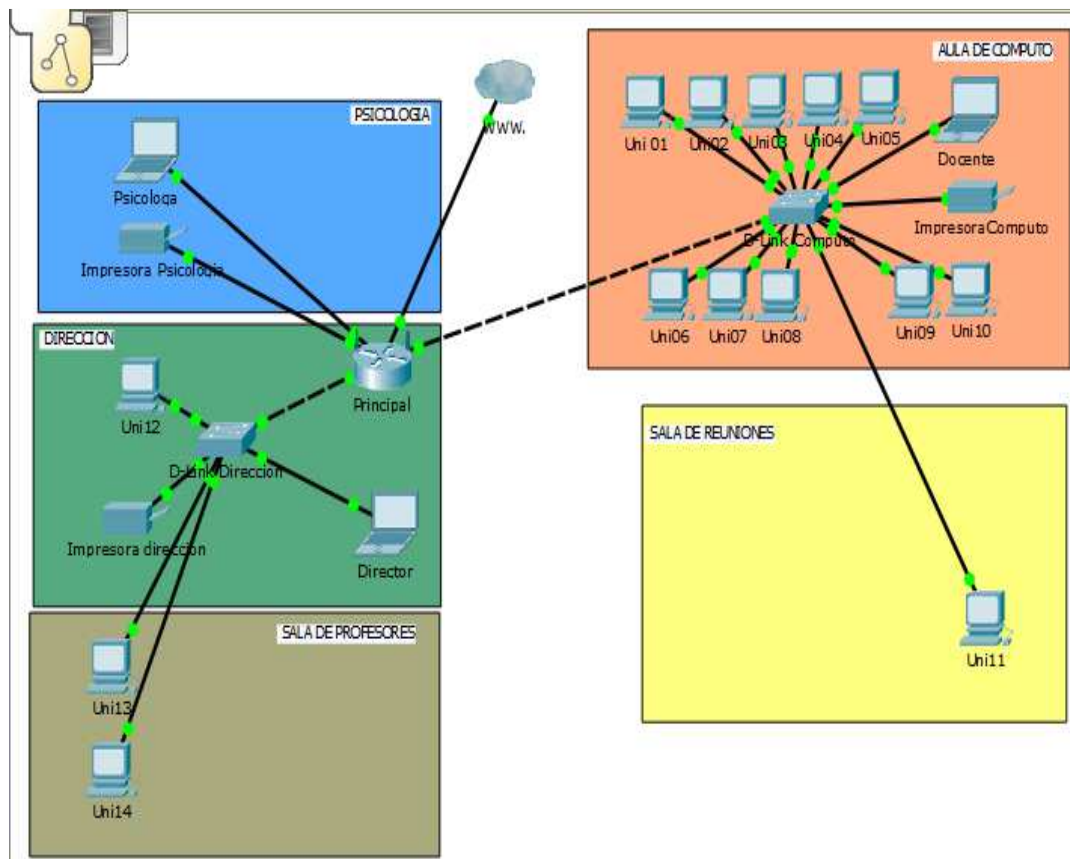 AULA DE COMPUTO
PSICOLOGIA
WWW.
Uni 01
Uni02
Uni03
Uni04
Uni05
Docente
Psicologa
D-Link Computo
Impresora Computo
Impresora Psicologia
Uni06
Uni07
Uni08
Uni09
Uni10
DIRECCION
Principal
Uni12
D-Link Direccion
SALA DE REUNIONES
Impresora direccion
Director
SALA DE PROFESORES
Uni11
Uni13
Uni14